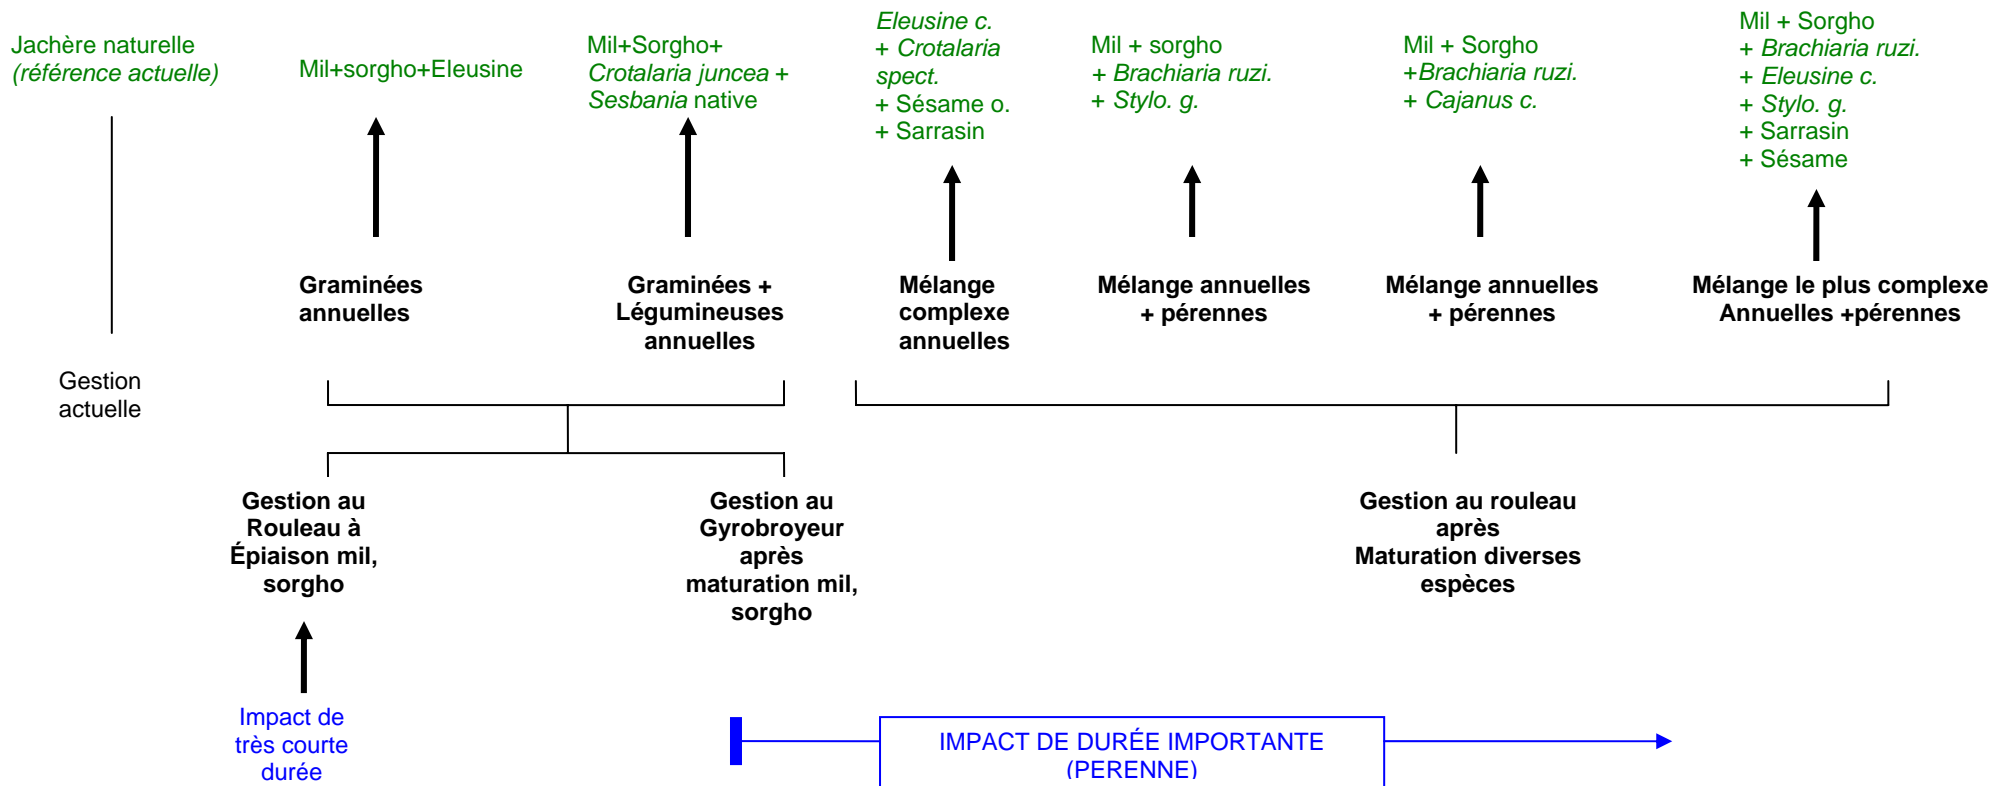 Jachère naturelle
(référence actuelle)
Mil+sorgho+Eleusine
Mil+Sorgho+
Crotalaria juncea +
Sesbania native
Eleusine c.
+ Crotalaria
spect.
+ Sésame o.
+ Sarrasin
Mil + sorgho
+ Brachiaria ruzi.
+ Stylo. g.
Mil + Sorgho
+Brachiaria ruzi.
+ Cajanus c.
Mil + Sorgho
+ Brachiaria ruzi.
+ Eleusine c.
+ Stylo. g.
+ Sarrasin
+ Sésame
Graminées
annuelles
Graminées +
Légumineuses
annuelles
Mélange
complexe
annuelles
Mélange annuelles
+ pérennes
Mélange annuelles
+ pérennes
Mélange le plus complexe
Annuelles +pérennes
Gestion
actuelle
Gestion au
Rouleau à
Épiaison mil,
sorgho
Gestion au
Gyrobroyeur
après
maturation mil,
sorgho
Gestion au rouleau
après
Maturation diverses
espèces
Impact de
très courte
durée
IMPACT DE DURÉE IMPORTANTE
(PERENNE)